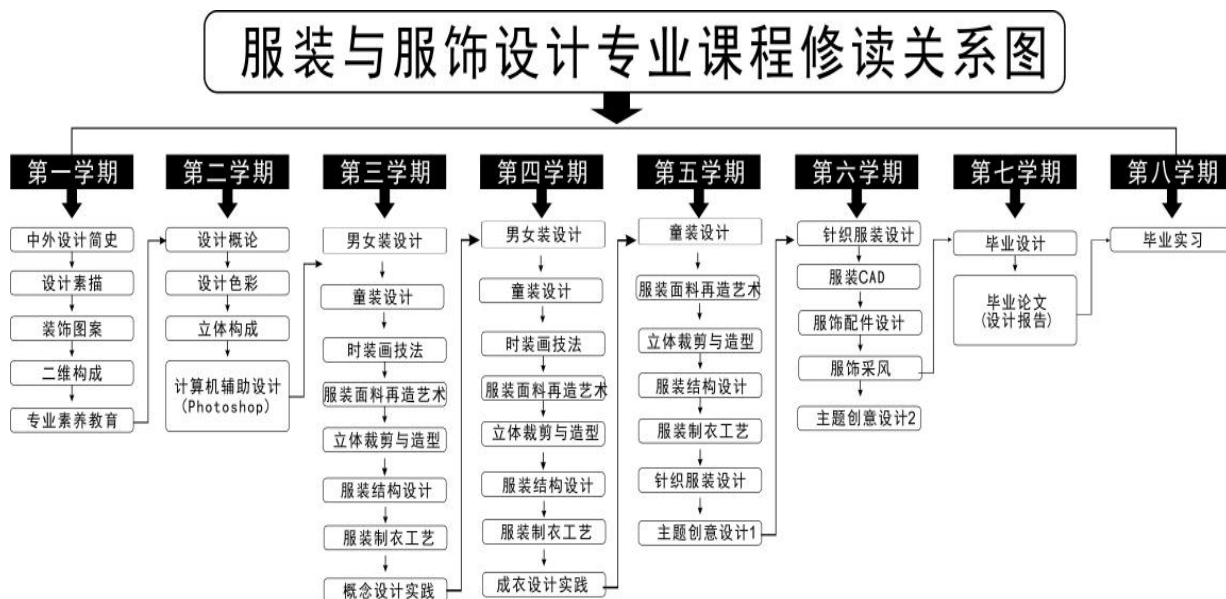 服装与服饰设计专业课程修读关系图
第一学期
中外设计简史
设计素描
装饰图案
二维构成
专业素养教育
第二学期
设计概论
设计色彩
立体构成
计算机辅助设计
(Photoshop)
第三学期
男女装设计
童装设计
时装画技法
服装面料再造艺术
立体裁剪与造型
服装结构设计
服装制衣工艺
概念设计实践
第四学期
男女装设计
童装设计
时装画技法
服装面料再造艺术
立体裁剪与造型
服装结构设计
服装制衣工艺
成衣设计实践
第五学期
童装设计
服装面料再造艺术
立体裁剪与造型
服装结构设计
服装制衣工艺
针织服装设计
主题创意设计1
第六学期
针织服装设计
服装CAD
服饰配件设计
服饰采风
主题创意设计2
第七学期
毕业设计
毕业论文
(设计报告)
第八学期
毕业实习